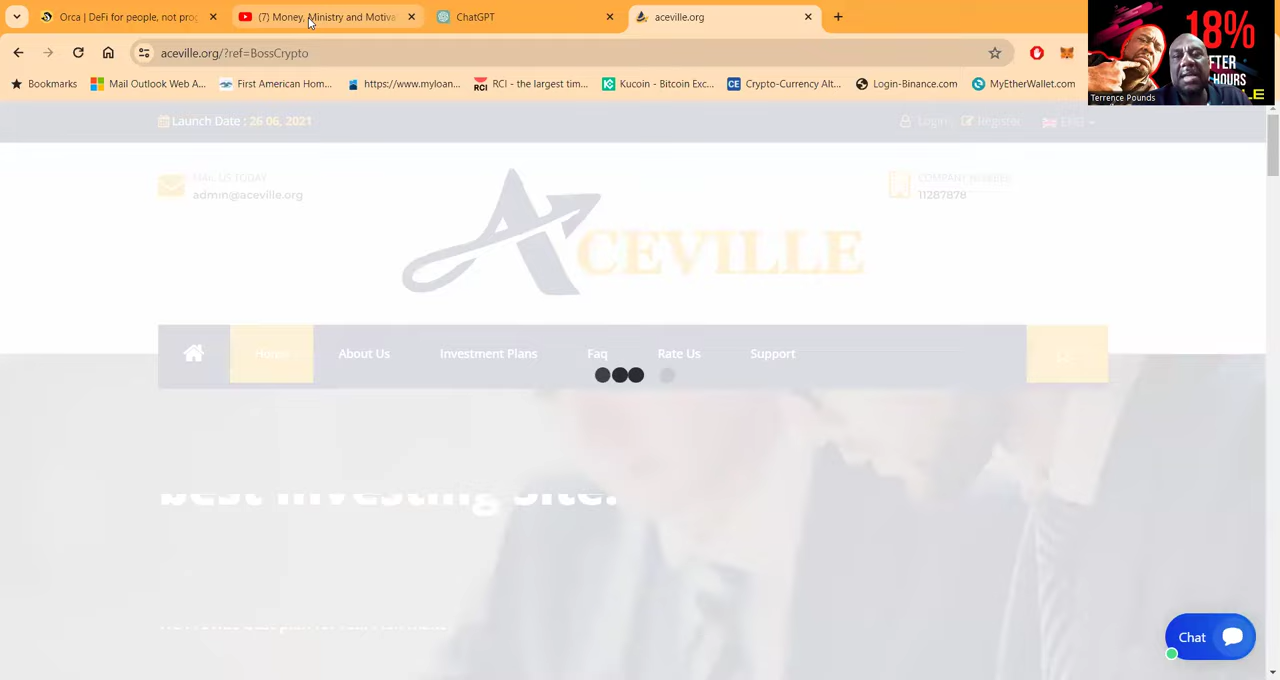 Orca | DeFi for people, not pro
(7) Money, Ministry and Motiva
ChatGPT
aceville.org
aceville.org/?ref=BossCrypto
Bookmarks
Mail Outlook Web A...
First American Hom...
https://www.myloan...
RCI - the largest tim...
Kucoin - Bitcoin Exc...
Crypto-Currency Alt...
Login-Binance.com
MyEtherWallet.com
18%
HOURS
Terrence Pounds
Launch Date : 26 06, 2021
Login
Register
MAIL US TODAY
admin@aceville.org
ACEVILLE
COMPANY NUMBER
11287878
Home
About Us
Investment Plans
Faq
Rate Us
Support
best investing site.
Chat